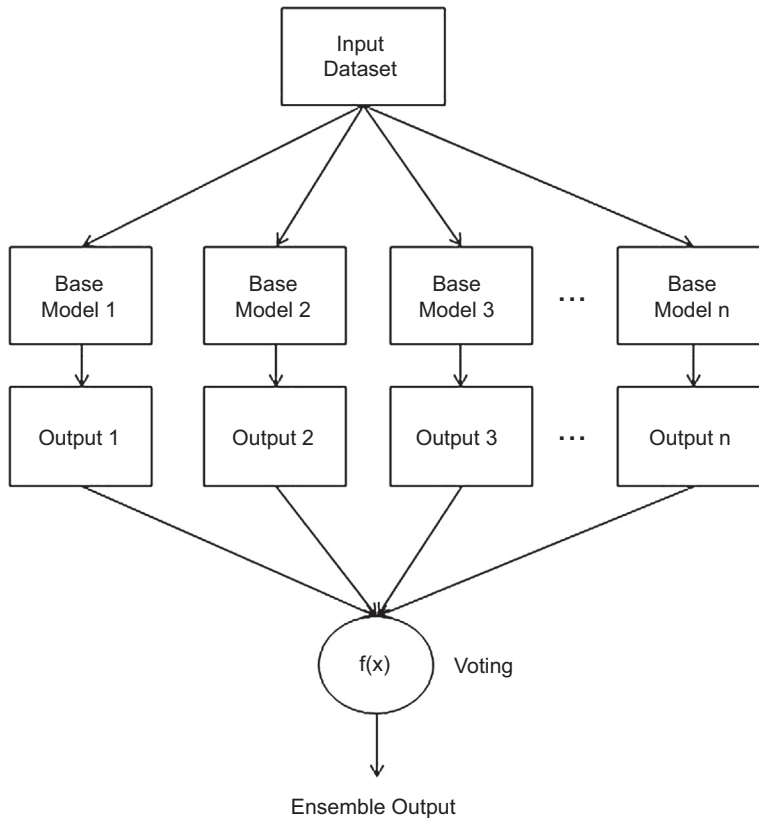 Input
Dataset
Base
Model 1
Base
Model 2
Base
Model 3
...
Base
Model n
Output 1
Output 2
Output 3
...
Output n
f(x)
Voting
Ensemble Output